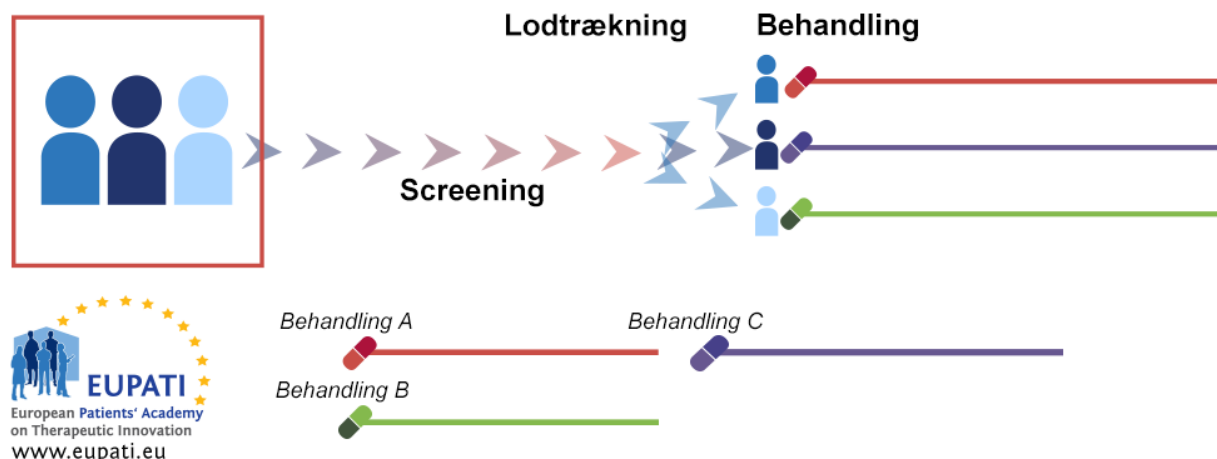 Lodtrækning
Behandling
Screening
Behandling A
Behandling C
Behandling B
EUPATI
European Patients‘ Academy
on Therapeutic Innovation
www.eupati.eu